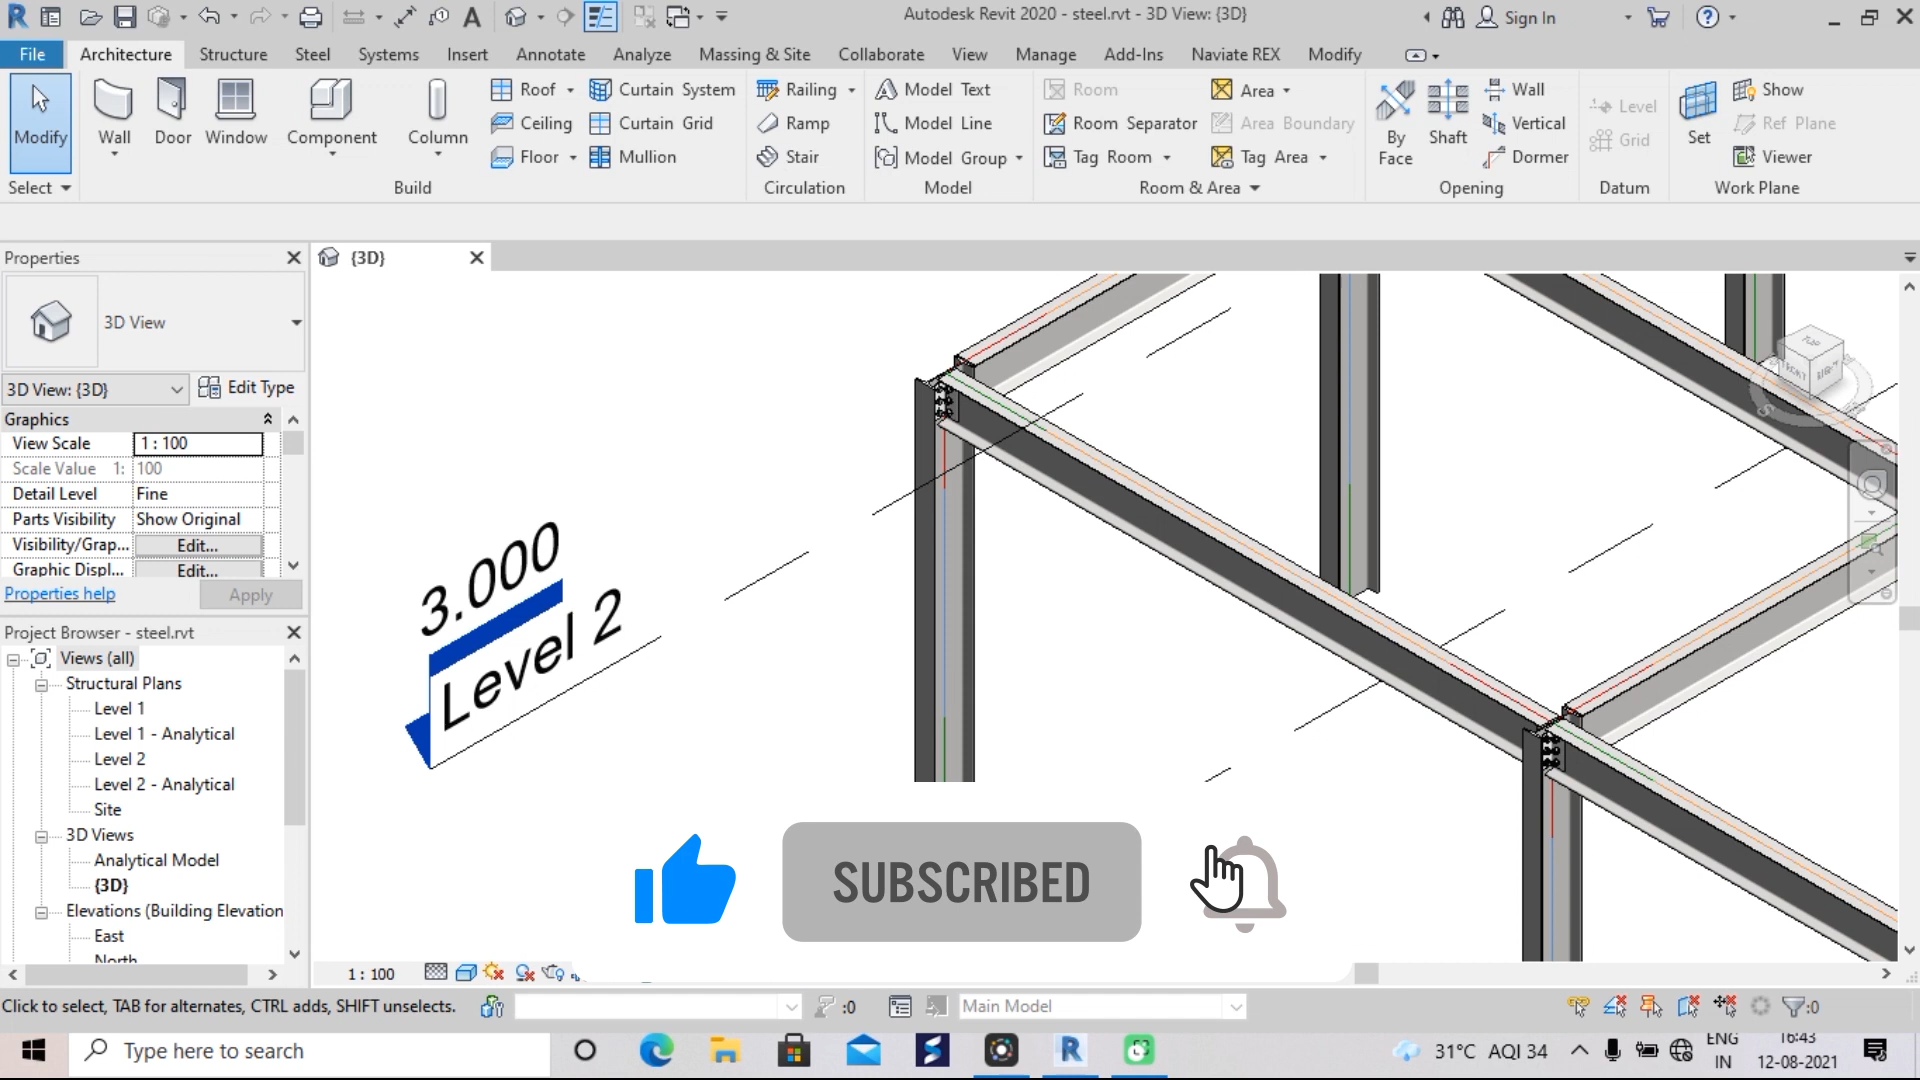 Autodesk Revit 2020 - steel.rvt - 3D View: {3D}
Sign In
File Architecture Structure Steel Systems Insert Annotate Analyze Massing & Site Collaborate View Manage Add-Ins Naviate REX Modify
Modify Wall Door Window Component Column
Roof Curtain System Railing Model Text Room Area Wall Level Show
Ceiling Curtain Grid Ramp Model Line Room Separator Area Boundary By Face Shaft Vertical Grid Set Ref Plane
Floor Mullion Stair Model Group Tag Room Tag Area Dormer Viewer
Select Build Circulation Model Room & Area Opening Datum Work Plane
Properties
{3D}
3D View
3D View: {3D} Edit Type
Graphics
View Scale 1 : 100
Scale Value 1: 100
Detail Level Fine
Parts Visibility Show Original
Visibility/Grap... Edit...
Graphic Displ... Edit...
Properties help Apply
Project Browser - steel.rvt
Views (all)
Structural Plans
Level 1
Level 1 - Analytical
Level 2
Level 2 - Analytical
Site
3D Views
Analytical Model
{3D}
Elevations (Building Elevation
East
North
3.000
Level 2
TOP
FRONT RIGHT
SUBSCRIBED
1 : 100
Click to select, TAB for alternates, CTRL adds, SHIFT unselects.
:0
Main Model
:0
Type here to search
31°C AQI 34
ENG
IN
16:43
12-08-2021